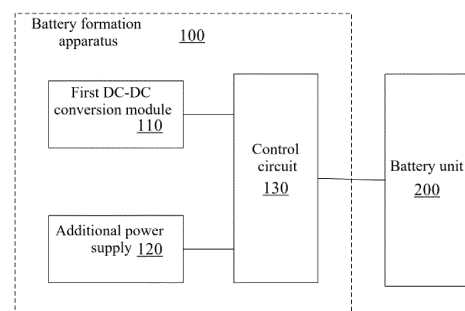 Battery formation
apparatus 100
First DC-DC
conversion module
110
Control
circuit
130
Battery unit
200
Additional power
supply 120